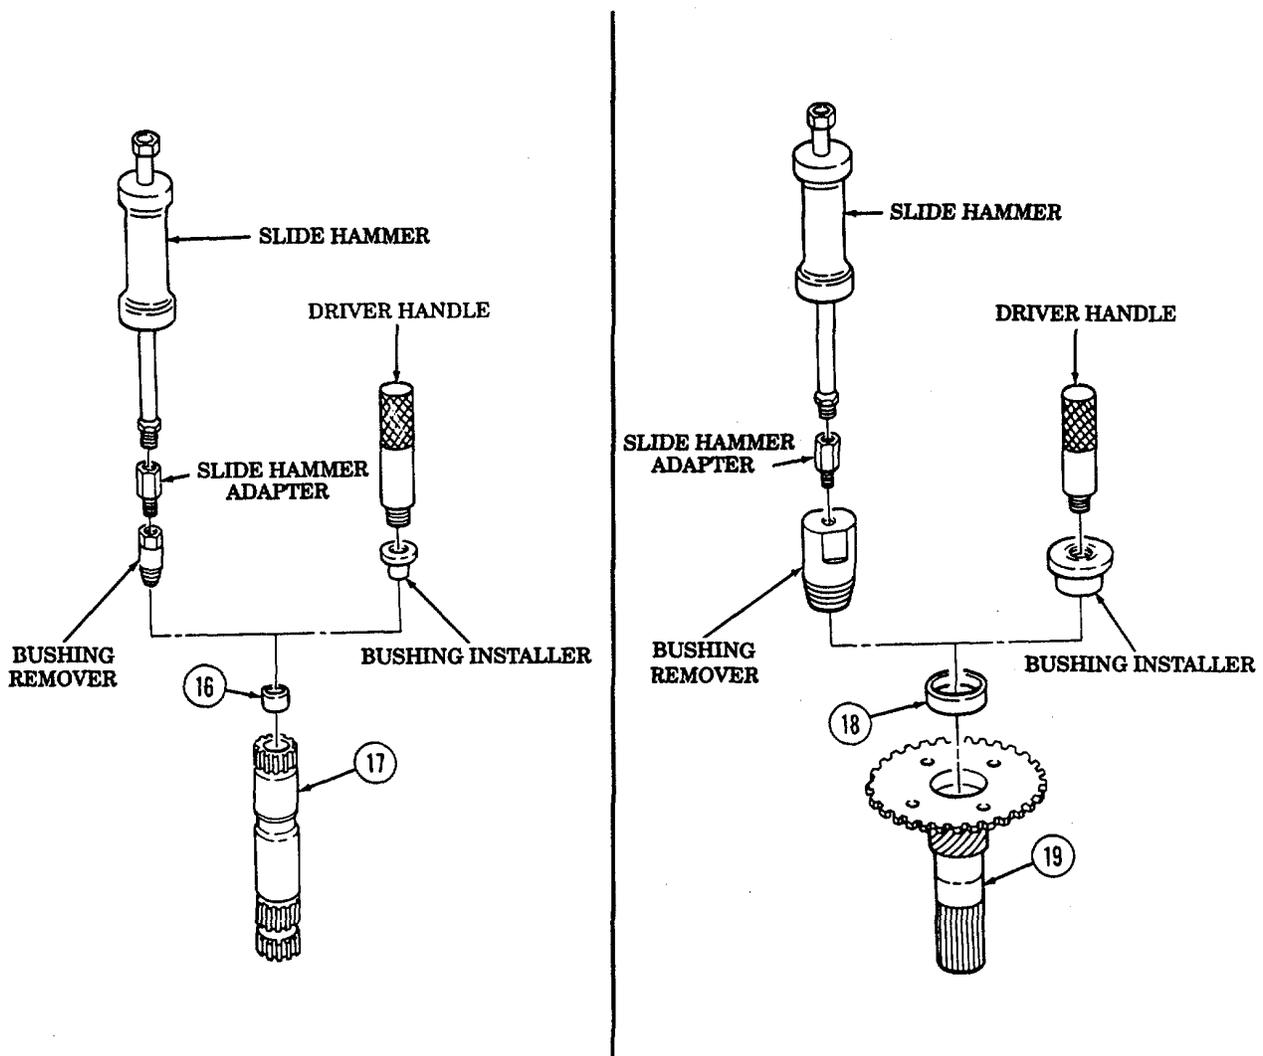 SLIDE HAMMER
DRIVER HANDLE
SLIDE HAMMER
ADAPTER
BUSHING
REMOVER
BUSHING INSTALLER
16
17
SLIDE HAMMER
DRIVER HANDLE
SLIDE HAMMER
ADAPTER
BUSHING
REMOVER
BUSHING INSTALLER
18
19